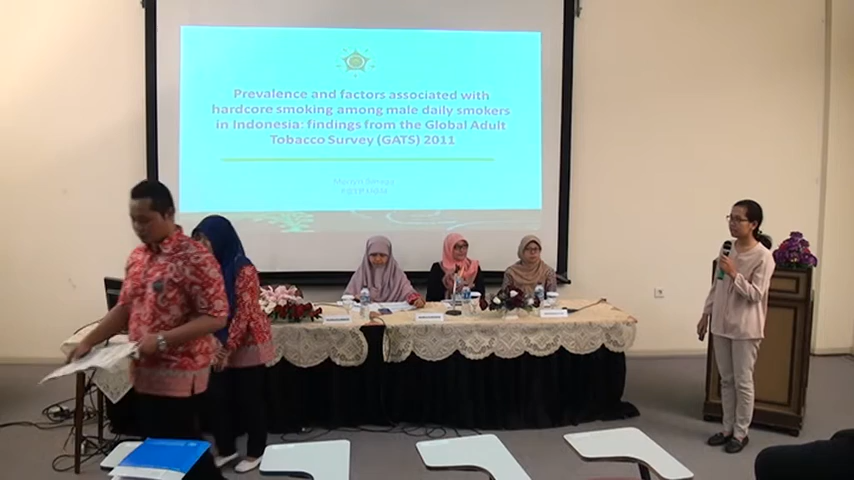 Prevalence and factors associated with
hardcore smoking among male daily smokers
in Indonesia: findings from the Global Adult
Tobacco Survey (GATS) 2011